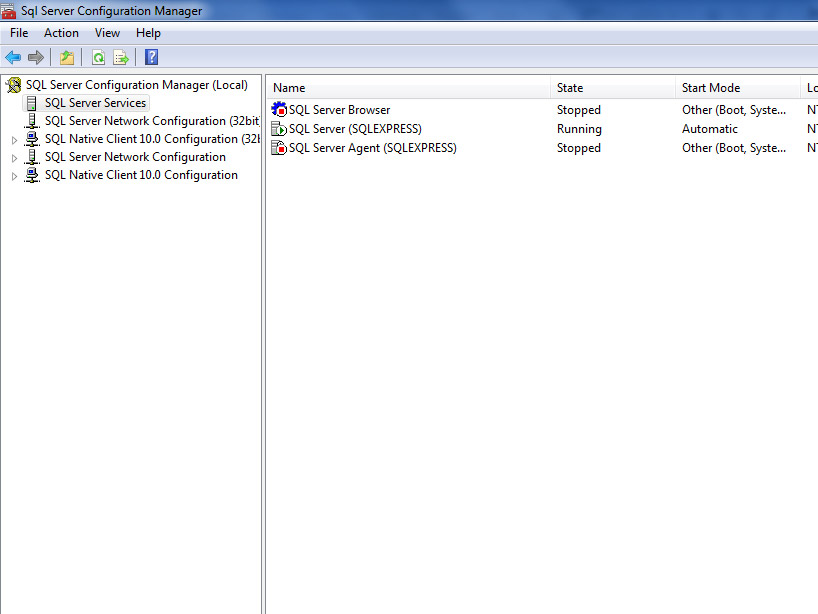 Sql Server Configuration Manager
File Action View Help
SQL Server Configuration Manager (Local)
SQL Server Services
SQL Server Network Configuration (32bit
SQL Native Client 10.0 Configuration (32b
SQL Server Network Configuration
SQL Native Client 10.0 Configuration
Name State Start Mode Lo
SQL Server Browser Stopped Other (Boot, Syste... NT
SQL Server (SQLEXPRESS) Running Automatic NT
SQL Server Agent (SQLEXPRESS) Stopped Other (Boot, Syste... NT